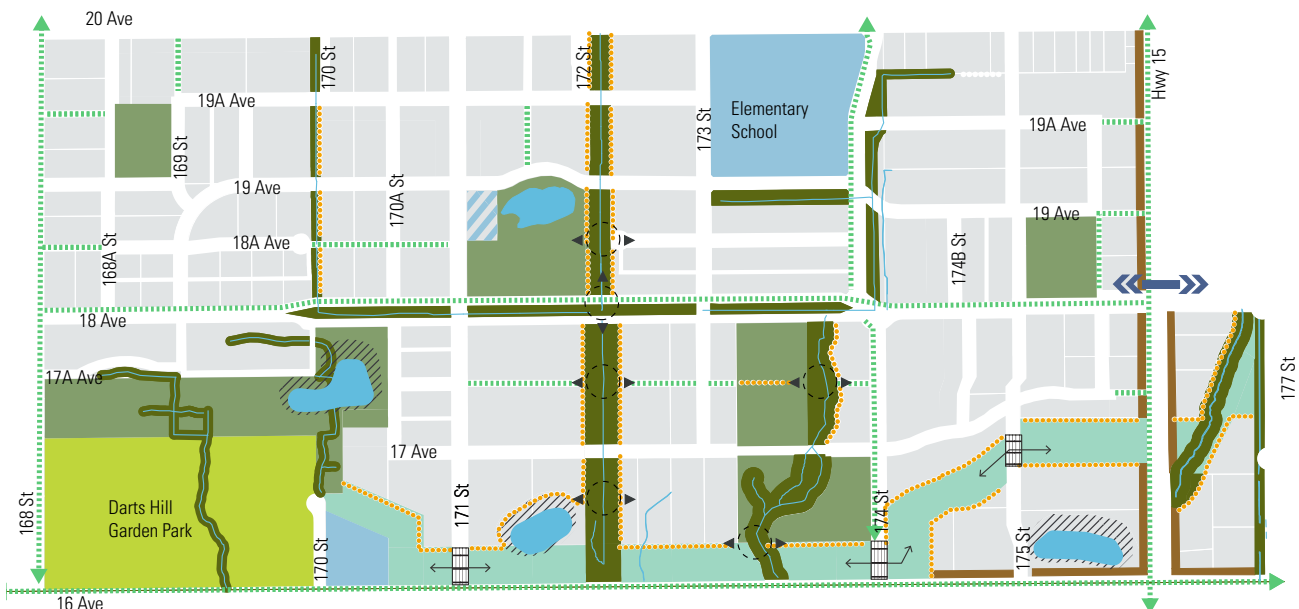 20 Ave
170 St
172 St
Hwy 15
19A Ave
Elementary
School
173 St
19A Ave
169 St
19 Ave
170A St
19 Ave
168A St
18A Ave
174B St
18 Ave
17A Ave
177 St
17 Ave
168 St
Darts Hill
Garden Park
171 St
174 St
175 St
170 St
16 Ave